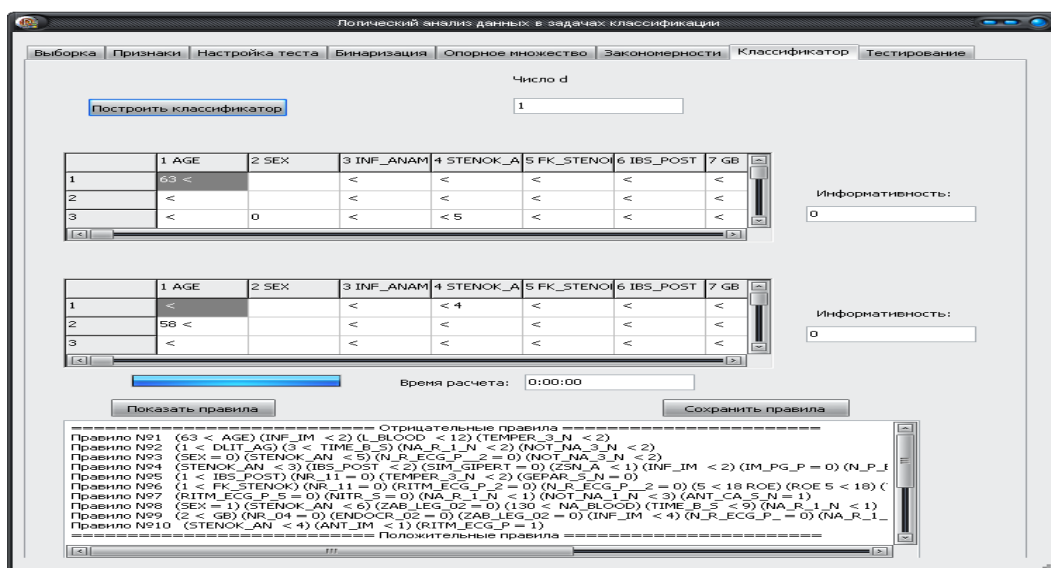 Логический анализ данных в задачах классификации
Выборка Признаки Настройка теста Бинаризация Опорное множество Закономерности Классификатор Тестирование
Число d
Построить классификатор 1
1 AGE 2 SEX 3 INF_ANAM 4 STENOK_A 5 FK_STENO 6 IBS_POST 7 GB
1 63 < < < < < <
2 < < < < < <
3 < 0 < < 5 < < <
Информативность:
0
1 AGE 2 SEX 3 INF_ANAM 4 STENOK_A 5 FK_STENO 6 IBS_POST 7 GB
1 < < < 4 < < <
2 58 < < < < < <
3 < < < < < <
Информативность:
0
Время расчета: 0:00:00
Показать правила Сохранить правила
============================ Отрицательные правила ========================
Правило №1 (63 < AGE) (INF_IM < 2) (L_BLOOD < 12) (TEMPER_3_N < 2)
Правило №2 (1 < DLIT_AG) (3 < TIME_B_S) (NA_R_1_N < 2) (NOT_NA_3_N < 2)
Правило №3 (SEX = 0) (STENOK_AN < 5) (N_R_ECG_P__2 = 0) (NOT_NA_3_N < 2)
Правило №4 (STENOK_AN < 3) (IBS_POST < 2) (SIM_GIPERT = 0) (ZSN_A < 1) (INF_IM < 2) (IM_PG_P = 0) (N_P_E
Правило №5 (1 < IBS_POST) (NR_11 = 0) (TEMPER_3_N < 2) (GEPAR_S_N = 0)
Правило №6 (1 < FK_STENOK) (NR_11 = 0) (RITM_ECG_P_2 = 0) (N_R_ECG_P__2 = 0) (5 < 18 ROE) (ROE 5 < 18) (
Правило №7 (RITM_ECG_P_5 = 0) (NITR_S = 0) (NA_R_1_N < 1) (NOT_NA_1_N < 3) (ANT_CA_S_N = 1)
Правило №8 (SEX = 1) (STENOK_AN < 6) (ZAB_LEG_02 = 0) (130 < NA_BLOOD) (TIME_B_S < 9) (NA_R_1_N < 1)
Правило №9 (2 < GB) (NR_04 = 0) (ENDOCR_02 = 0) (ZAB_LEG_02 = 0) (INF_IM < 4) (N_R_ECG_P_ = 0) (NA_R_1_
Правило №10 (STENOK_AN < 4) (ANT_IM < 1) (RITM_ECG_P = 1)
============================ Положительные правила ========================